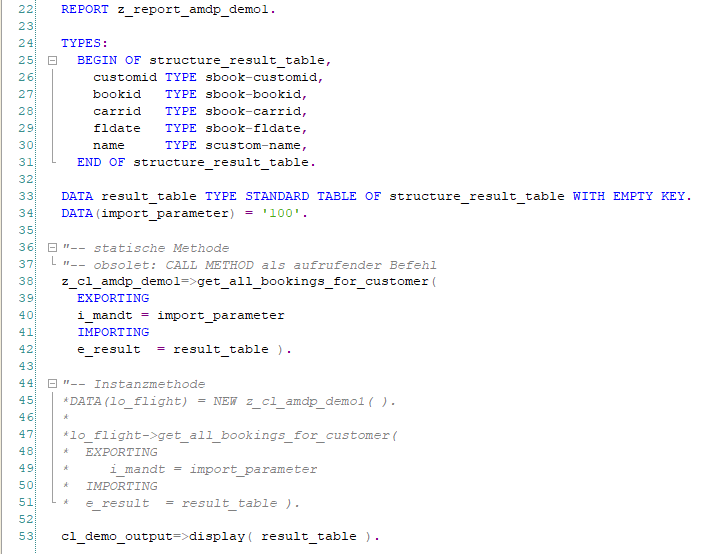 22 REPORT z_report_amdp_demo1.
23
24 TYPES:
25 BEGIN OF structure_result_table,
26 customid TYPE sbook-customid,
27 bookid TYPE sbook-bookid,
28 carrid TYPE sbook-carrid,
29 fldate TYPE sbook-fldate,
30 name TYPE scustom-name,
31 END OF structure_result_table.
32
33 DATA result_table TYPE STANDARD TABLE OF structure_result_table WITH EMPTY KEY.
34 DATA(import_parameter) = '100'.
35
36 "-- statische Methode
37 "-- obsolet: CALL METHOD als aufrufender Befehl
38 z_cl_amdp_demo1=>get_all_bookings_for_customer(
39 EXPORTING
40 i_mandt = import_parameter
41 IMPORTING
42 e_result = result_table ).
43
44 "-- Instanzmethode
45 *DATA(lo_flight) = NEW z_cl_amdp_demo1( ).
46 *
47 *lo_flight->get_all_bookings_for_customer(
48 * EXPORTING
49 * i_mandt = import_parameter
50 * IMPORTING
51 * e_result = result_table ).
52
53 cl_demo_output=>display( result_table ).